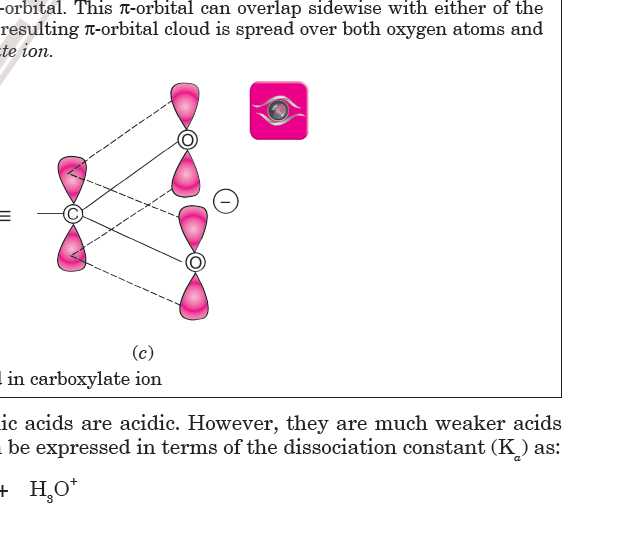 -orbital. This π-orbital can overlap sidewise with either of the
resulting π-orbital cloud is spread over both oxygen atoms and
te ion.
O
−
≡
C
O
(c)
l in carboxylate ion
ic acids are acidic. However, they are much weaker acids
be expressed in terms of the dissociation constant (Kₐ) as:
+ H₃O⁺